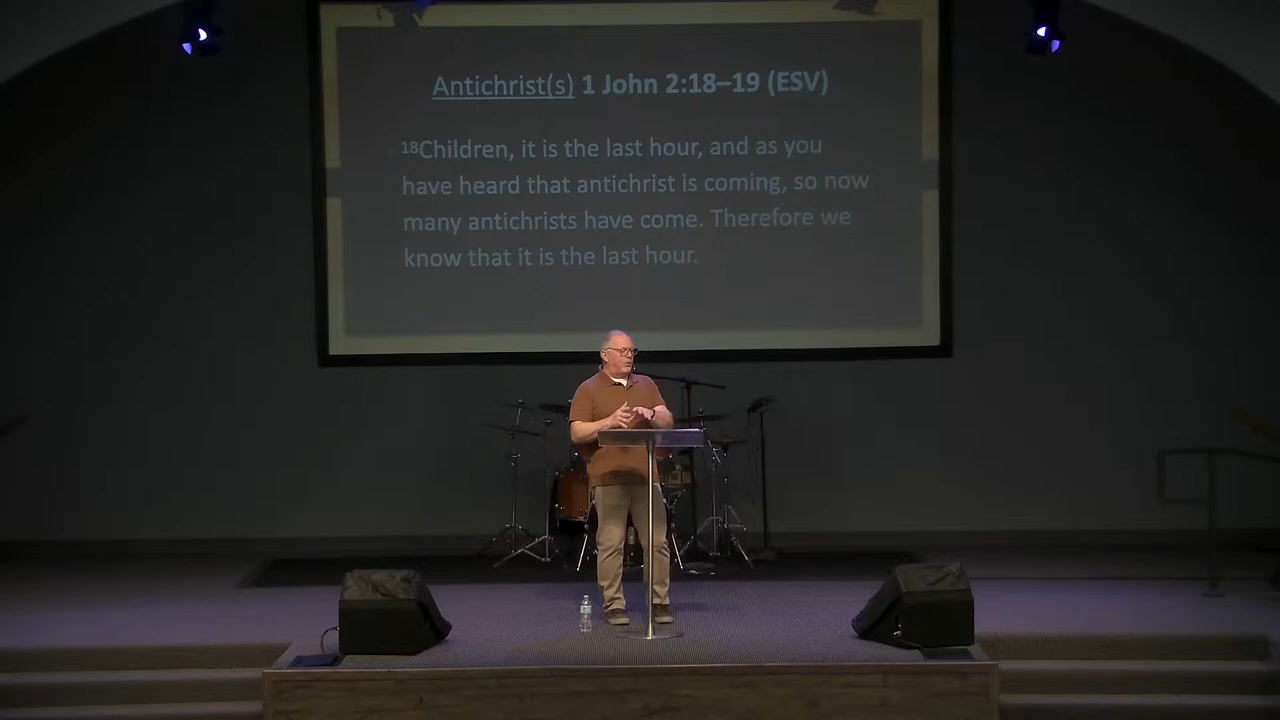 Antichrist(s) 1 John 2:18–19 (ESV)
18Children, it is the last hour, and as you
have heard that antichrist is coming, so now
many antichrists have come. Therefore we
know that it is the last hour.